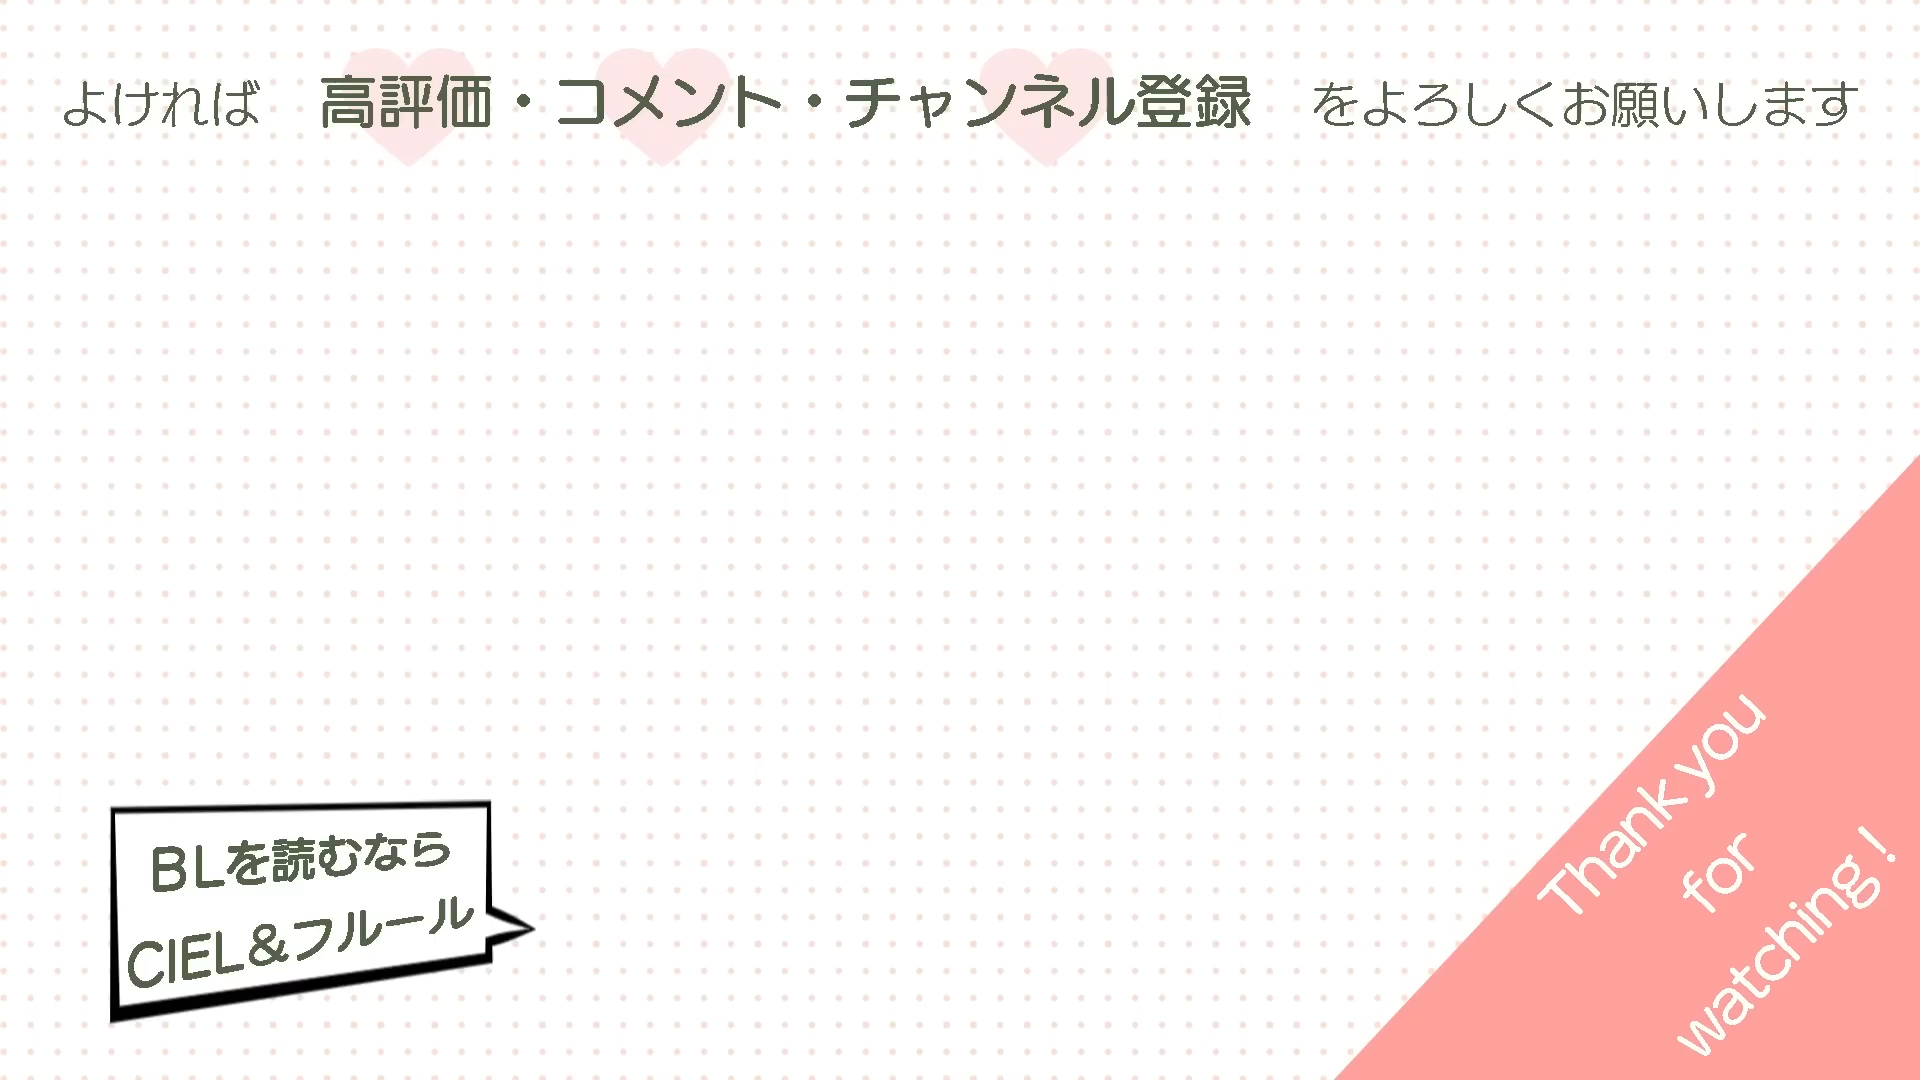 よければ 高評価・コメント・チャンネル登録 をよろしくお願いします
BLを読むなら
CIEL＆フルール
Thank you
for
watching！